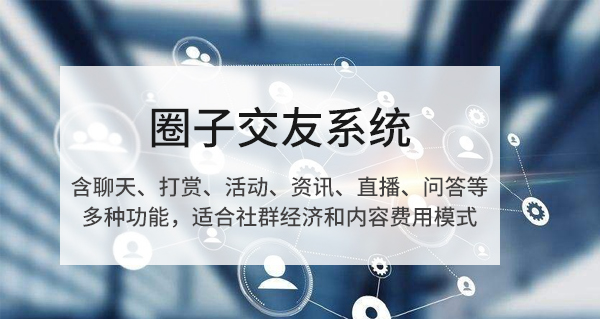 圈子交友系统
含聊天、打赏、活动、资讯、直播、问答等
多种功能，适合社群经济和内容费用模式